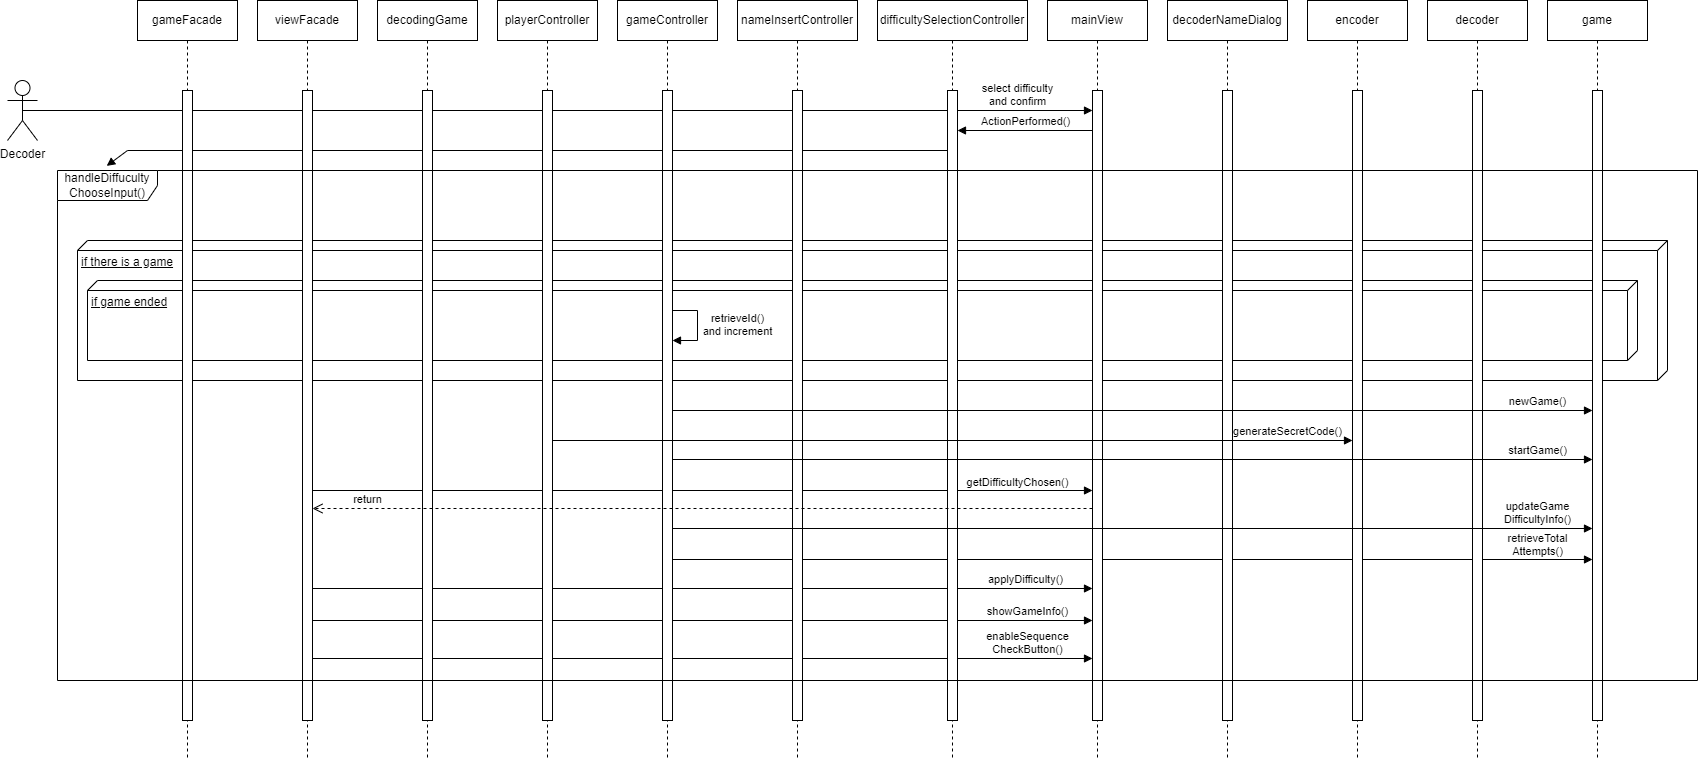 gameFacade
viewFacade
decodingGame
playerController
gameController
nameInsertController
difficultySelectionController
mainView
decoderNameDialog
encoder
decoder
game
select difficulty
and confirm
ActionPerformed()
Decoder
handleDiffuculty
ChooseInput()
if there is a game
if game ended
retrieveId()
and increment
newGame()
generateSecretCode()
startGame()
getDifficultyChosen()
return
updateGame
DifficultyInfo()
retrieveTotal
Attempts()
applyDifficulty()
showGameInfo()
enableSequence
CheckButton()